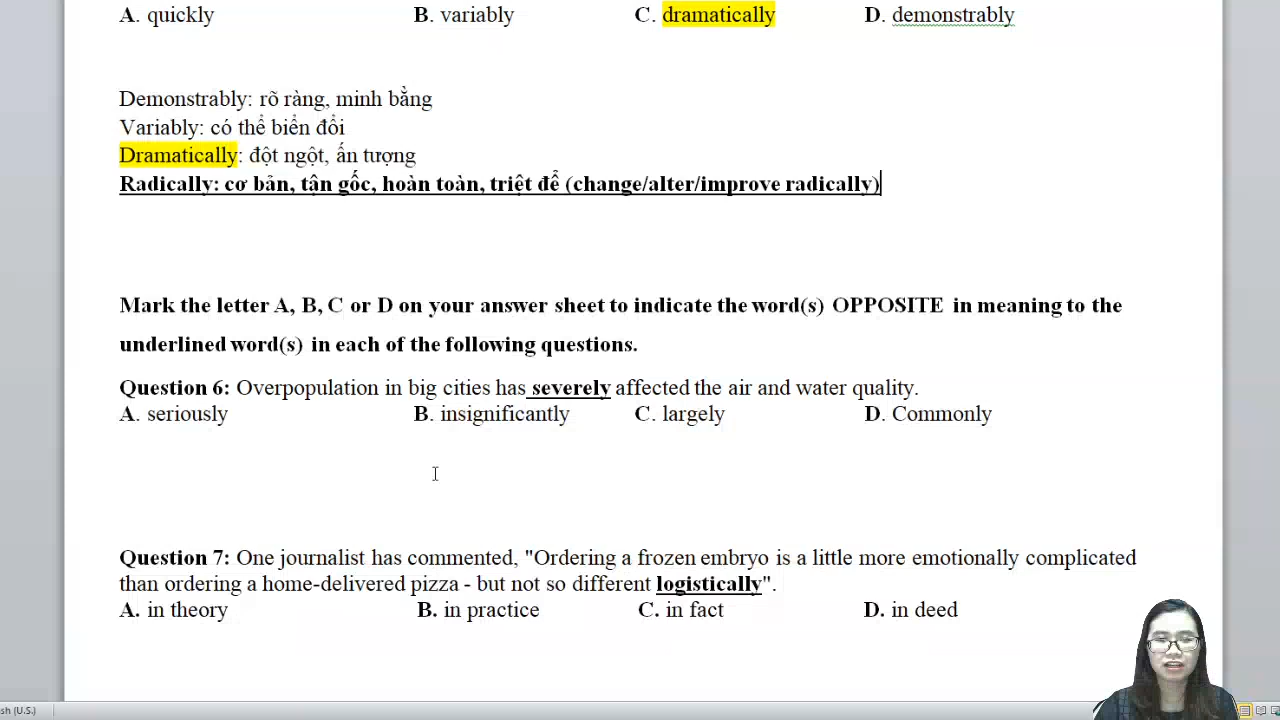 A. quickly B. variably C. dramatically D. demonstrably
Demonstrably: rõ ràng, minh bằng
Variably: có thể biển đổi
Dramatically: đột ngột, ấn tượng
Radically: cơ bản, tận gốc, hoàn toàn, triệt để (change/alter/improve radically)
Mark the letter A, B, C or D on your answer sheet to indicate the word(s) OPPOSITE in meaning to the
underlined word(s) in each of the following questions.
Question 6: Overpopulation in big cities has severely affected the air and water quality.
A. seriously B. insignificantly C. largely D. Commonly
Question 7: One journalist has commented, "Ordering a frozen embryo is a little more emotionally complicated
than ordering a home-delivered pizza - but not so different logistically".
A. in theory B. in practice C. in fact D. in deed
sh (U.S.)